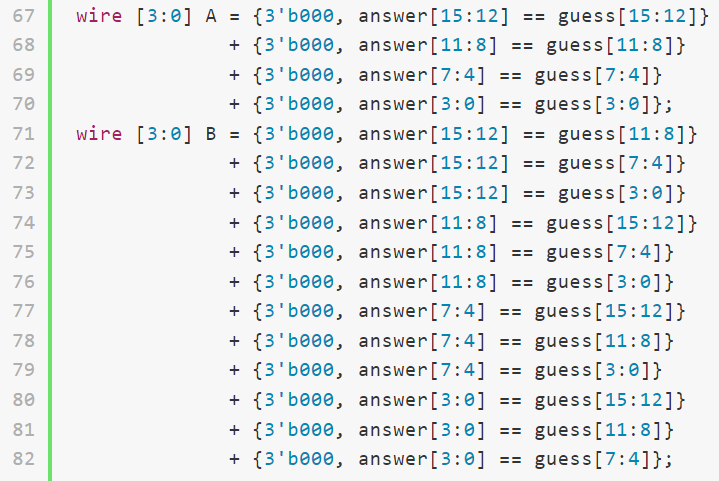 67 wire [3:0] A = {3'b000, answer[15:12] == guess[15:12]}
68 + {3'b000, answer[11:8] == guess[11:8]}
69 + {3'b000, answer[7:4] == guess[7:4]}
70 + {3'b000, answer[3:0] == guess[3:0]};
71 wire [3:0] B = {3'b000, answer[15:12] == guess[11:8]}
72 + {3'b000, answer[15:12] == guess[7:4]}
73 + {3'b000, answer[15:12] == guess[3:0]}
74 + {3'b000, answer[11:8] == guess[15:12]}
75 + {3'b000, answer[11:8] == guess[7:4]}
76 + {3'b000, answer[11:8] == guess[3:0]}
77 + {3'b000, answer[7:4] == guess[15:12]}
78 + {3'b000, answer[7:4] == guess[11:8]}
79 + {3'b000, answer[7:4] == guess[3:0]}
80 + {3'b000, answer[3:0] == guess[15:12]}
81 + {3'b000, answer[3:0] == guess[11:8]}
82 + {3'b000, answer[3:0] == guess[7:4]};